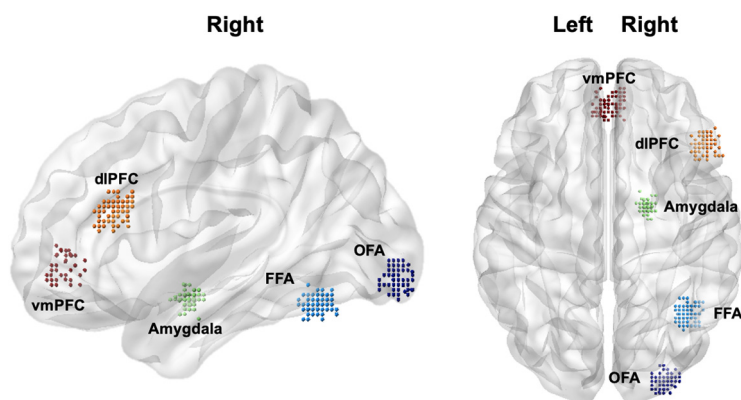 Right
Left Right
dlPFC
vmPFC
Amygdala
FFA
OFA
vmPFC
dlPFC
Amygdala
FFA
OFA